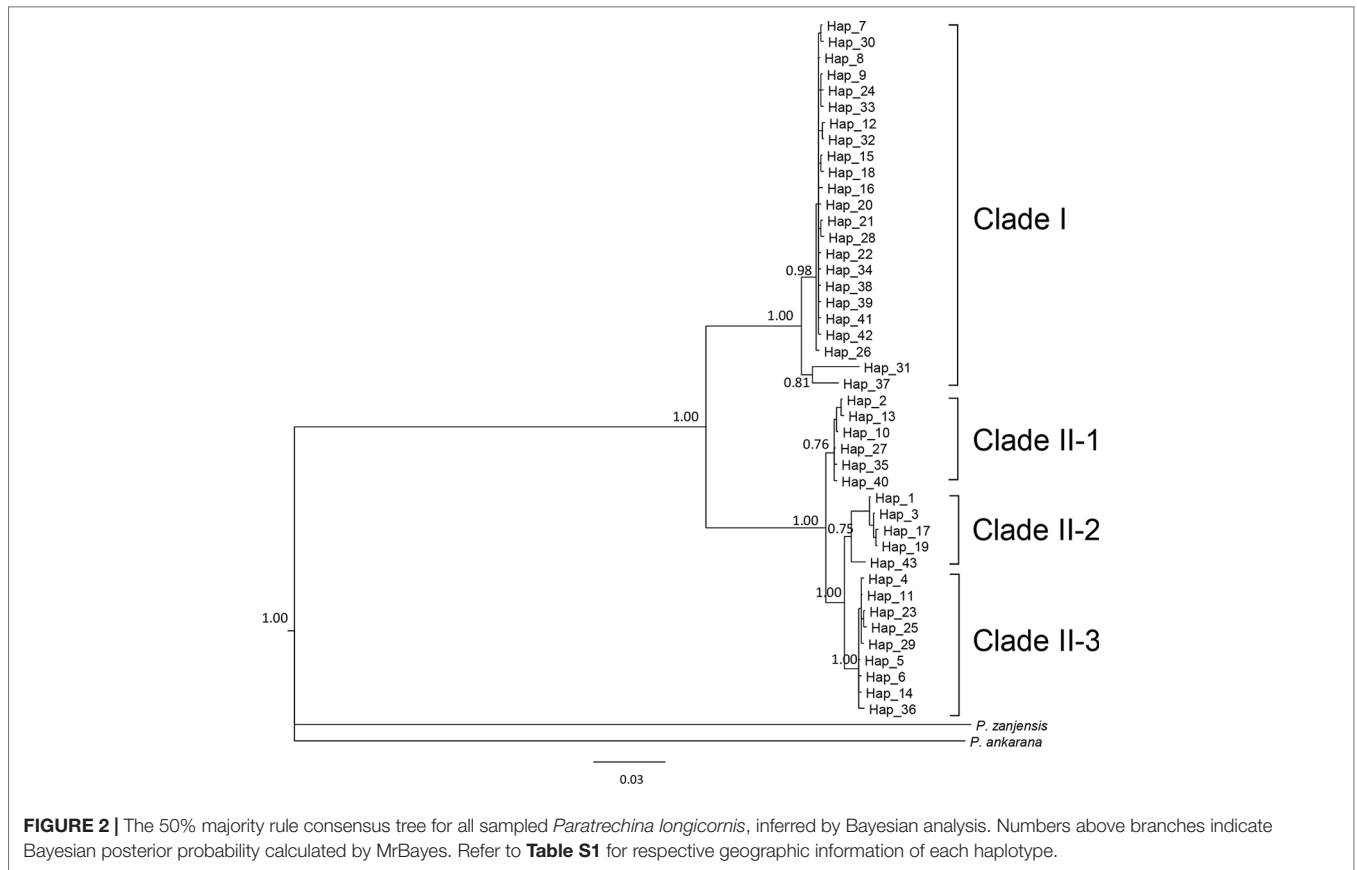 Hap_7
Hap_30
Hap_8
Hap_9
Hap_24
Hap_33
Hap_12
Hap_32
Hap_15
Hap_18
Hap_16
Hap_20
Hap_21
Hap_28
Hap_22
Hap_34
Hap_38
Hap_39
Hap_41
Hap_42
Hap_26
Hap_31
Hap_37
Clade I
0.98
1.00
0.81
1.00
Hap_2
Hap_13
Hap_10
Hap_27
Hap_35
Hap_40
Clade II-1
0.76
1.00
Hap_1
Hap_3
Hap_17
Hap_19
Hap_43
Clade II-2
0.75
1.00
Hap_4
Hap_11
Hap_23
Hap_25
Hap_29
Hap_5
Hap_6
Hap_14
Hap_36
Clade II-3
1.00
1.00
P. zanjensis
P. ankarana
0.03
FIGURE 2 | The 50% majority rule consensus tree for all sampled Paratrechina longicornis, inferred by Bayesian analysis. Numbers above branches indicate
Bayesian posterior probability calculated by MrBayes. Refer to Table S1 for respective geographic information of each haplotype.